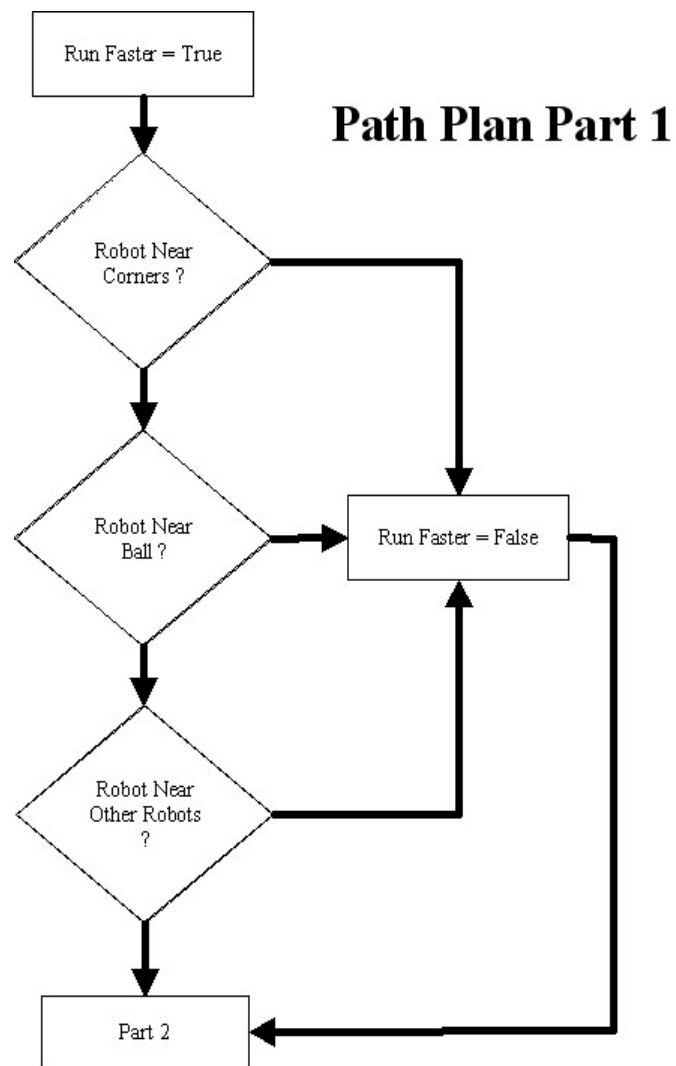 Run Faster = True
Path Plan Part 1
Robot Near
Corners ?
Robot Near
Ball ?
Run Faster = False
Robot Near
Other Robots
?
Part 2